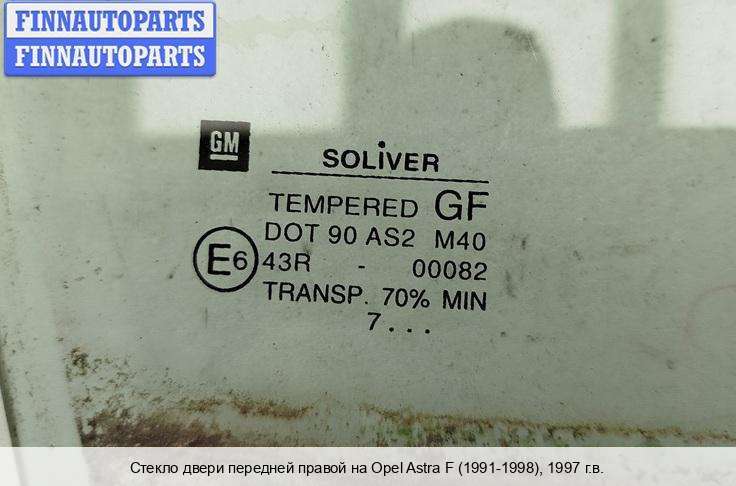 FINNAUTOPARTS
FINNAUTOPARTS
GM
SOLiVER
TEMPERED GF
DOT 90 AS2 M40
E6 43R - 00082
TRANSP. 70% MIN
7...
Стекло двери передней правой на Opel Astra F (1991-1998), 1997 г.в.